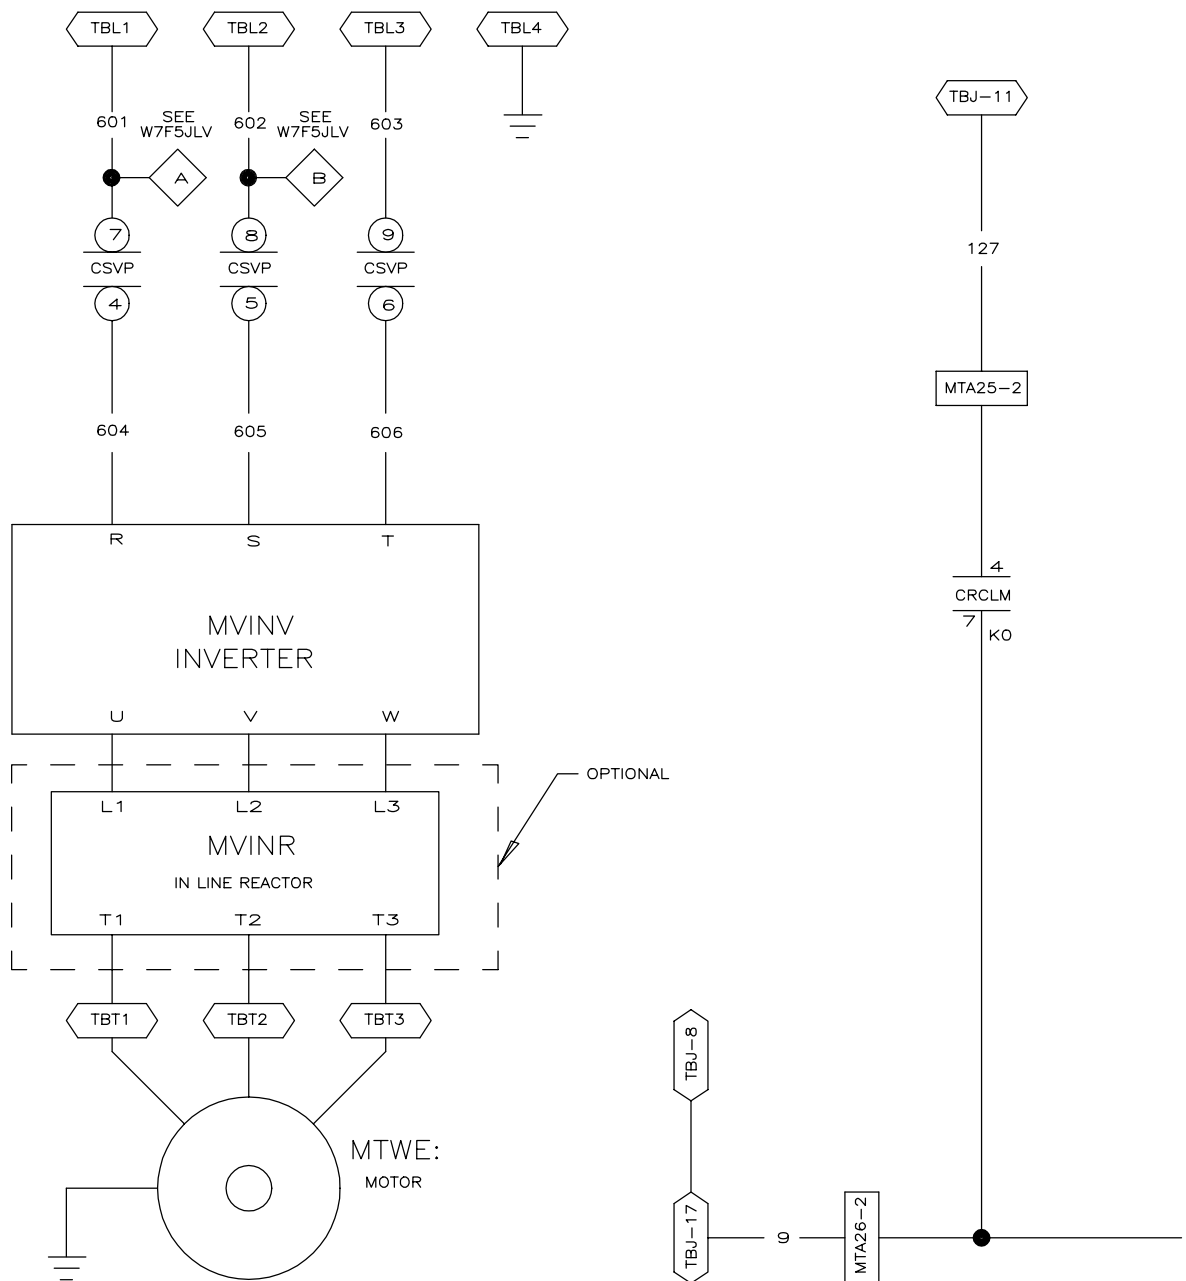 TBL1
TBL2
TBL3
TBL4
TBJ-11
601
SEE
W7F5JLV
602
SEE
W7F5JLV
603
A
B
7
8
9
CSVP
CSVP
CSVP
4
5
6
127
MTA25-2
604
605
606
R
S
T
4
CRCLM
7
K0
MVINV
INVERTER
U
V
W
OPTIONAL
L1
L2
L3
MVINR
IN LINE REACTOR
T1
T2
T3
TBT1
TBT2
TBT3
TBJ-8
MTWE:
MOTOR
TBJ-17
9
MTA26-2